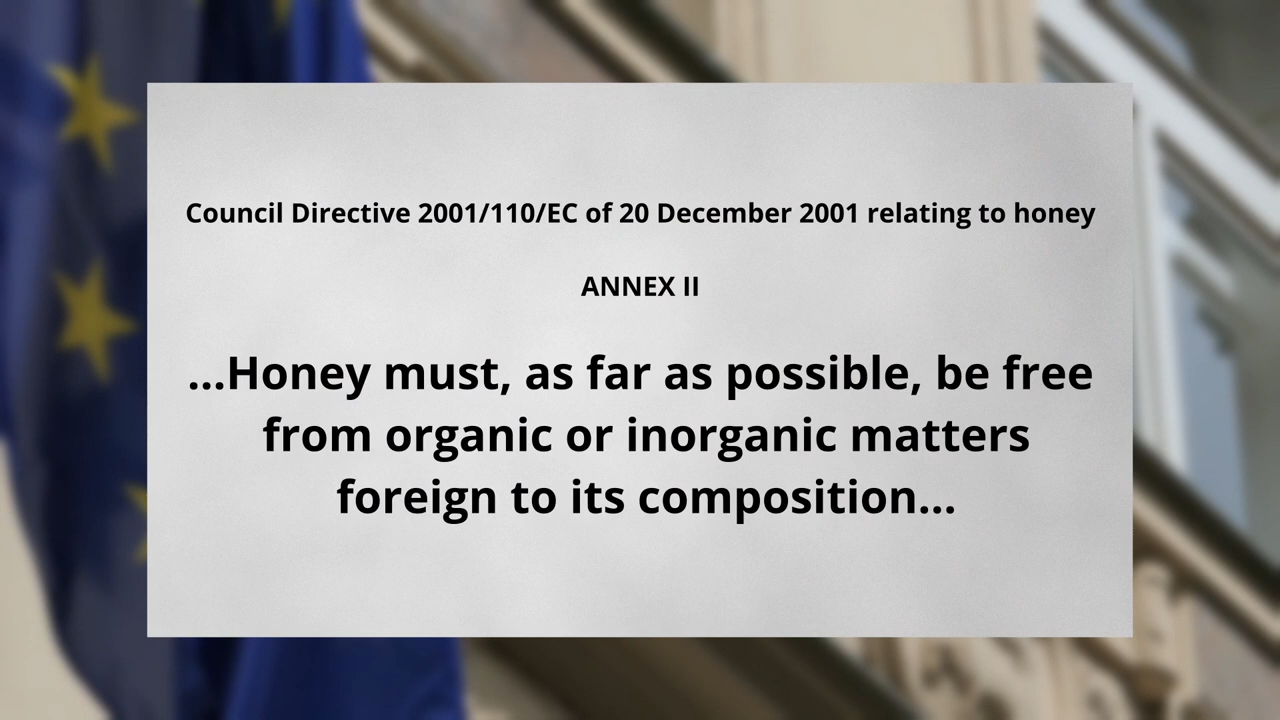 Council Directive 2001/110/EC of 20 December 2001 relating to honey
ANNEX II
...Honey must, as far as possible, be free
from organic or inorganic matters
foreign to its composition...